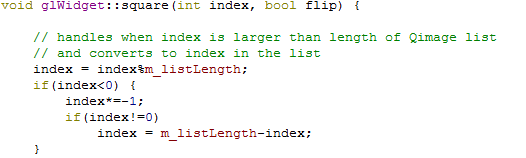 void glWidget::square(int index, bool flip) {
// handles when index is larger than length of Qimage list
// and converts to index in the list
index = index%m_listLength;
if(index<0) {
index*=-1;
if(index!=0)
index = m_listLength-index;
}